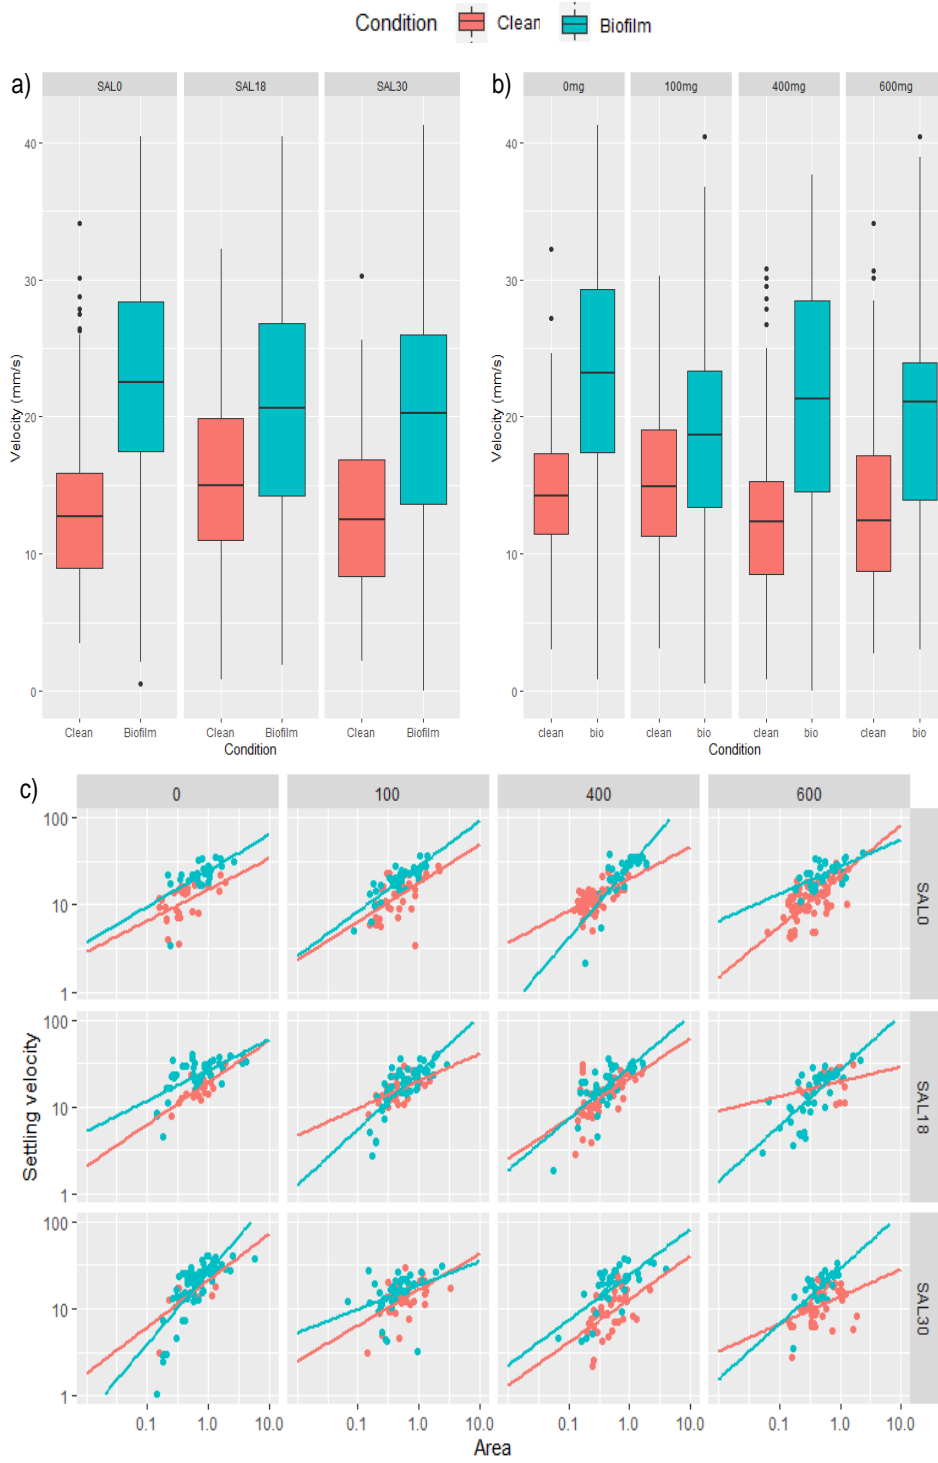 Condition Clean Biofilm
a)
SAL0 SAL18 SAL30
40
30
20
10
0
Velocity (mm/s)
Clean Biofilm Clean Biofilm Clean Biofilm
Condition
b)
0mg 100mg 400mg 600mg
40
30
20
10
0
Velocity (mm/s)
clean bio clean bio clean bio clean bio
Condition
c)
0 100 400 600
100
10
1
SAL0
100
10
1
SAL18
100
10
1
SAL30
Settling velocity
0.1 1.0 10.0 0.1 1.0 10.0 0.1 1.0 10.0 0.1 1.0 10.0
Area